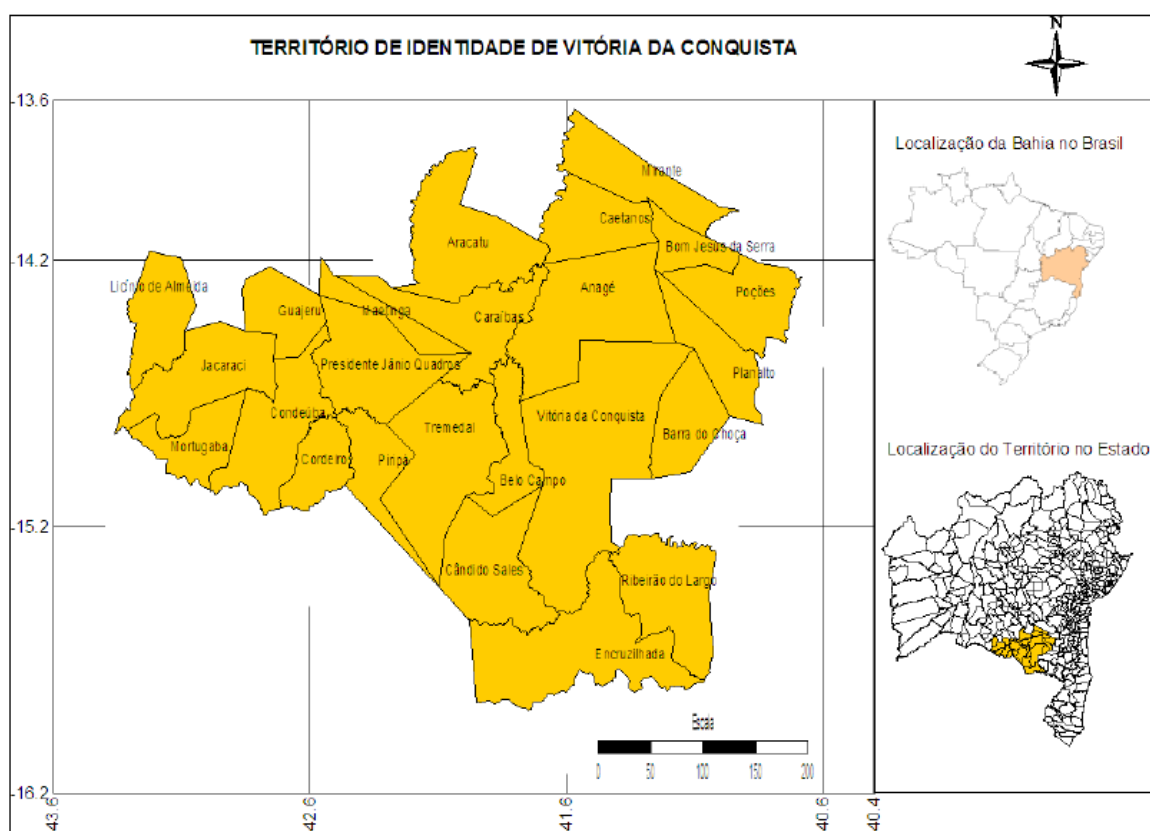 TERRITÓRIO DE IDENTIDADE DE VITÓRIA DA CONQUISTA
N
-13.6
Localização da Bahia no Brasil
Mirante
Caetanos
Aracatu
Bom Jesus da Serra
-14.2
Licínio de Almeida
Anagé
Poções
Guajeru
Maetinga
Caraíbas
Jacaraci
Presidente Jânio Quadros
Planalto
Condeúba
Vitória da Conquista
Tremedal
Barra do Choça
Mortugaba
Cordeiro
Piripá
Localização do Território no Estado
Belo Campo
-15.2
Cândido Sales
Ribeirão do Largo
Encruzilhada
Escala
0 50 100 150 200
-16.2
43.6 42.6 41.6 40.6 40.4